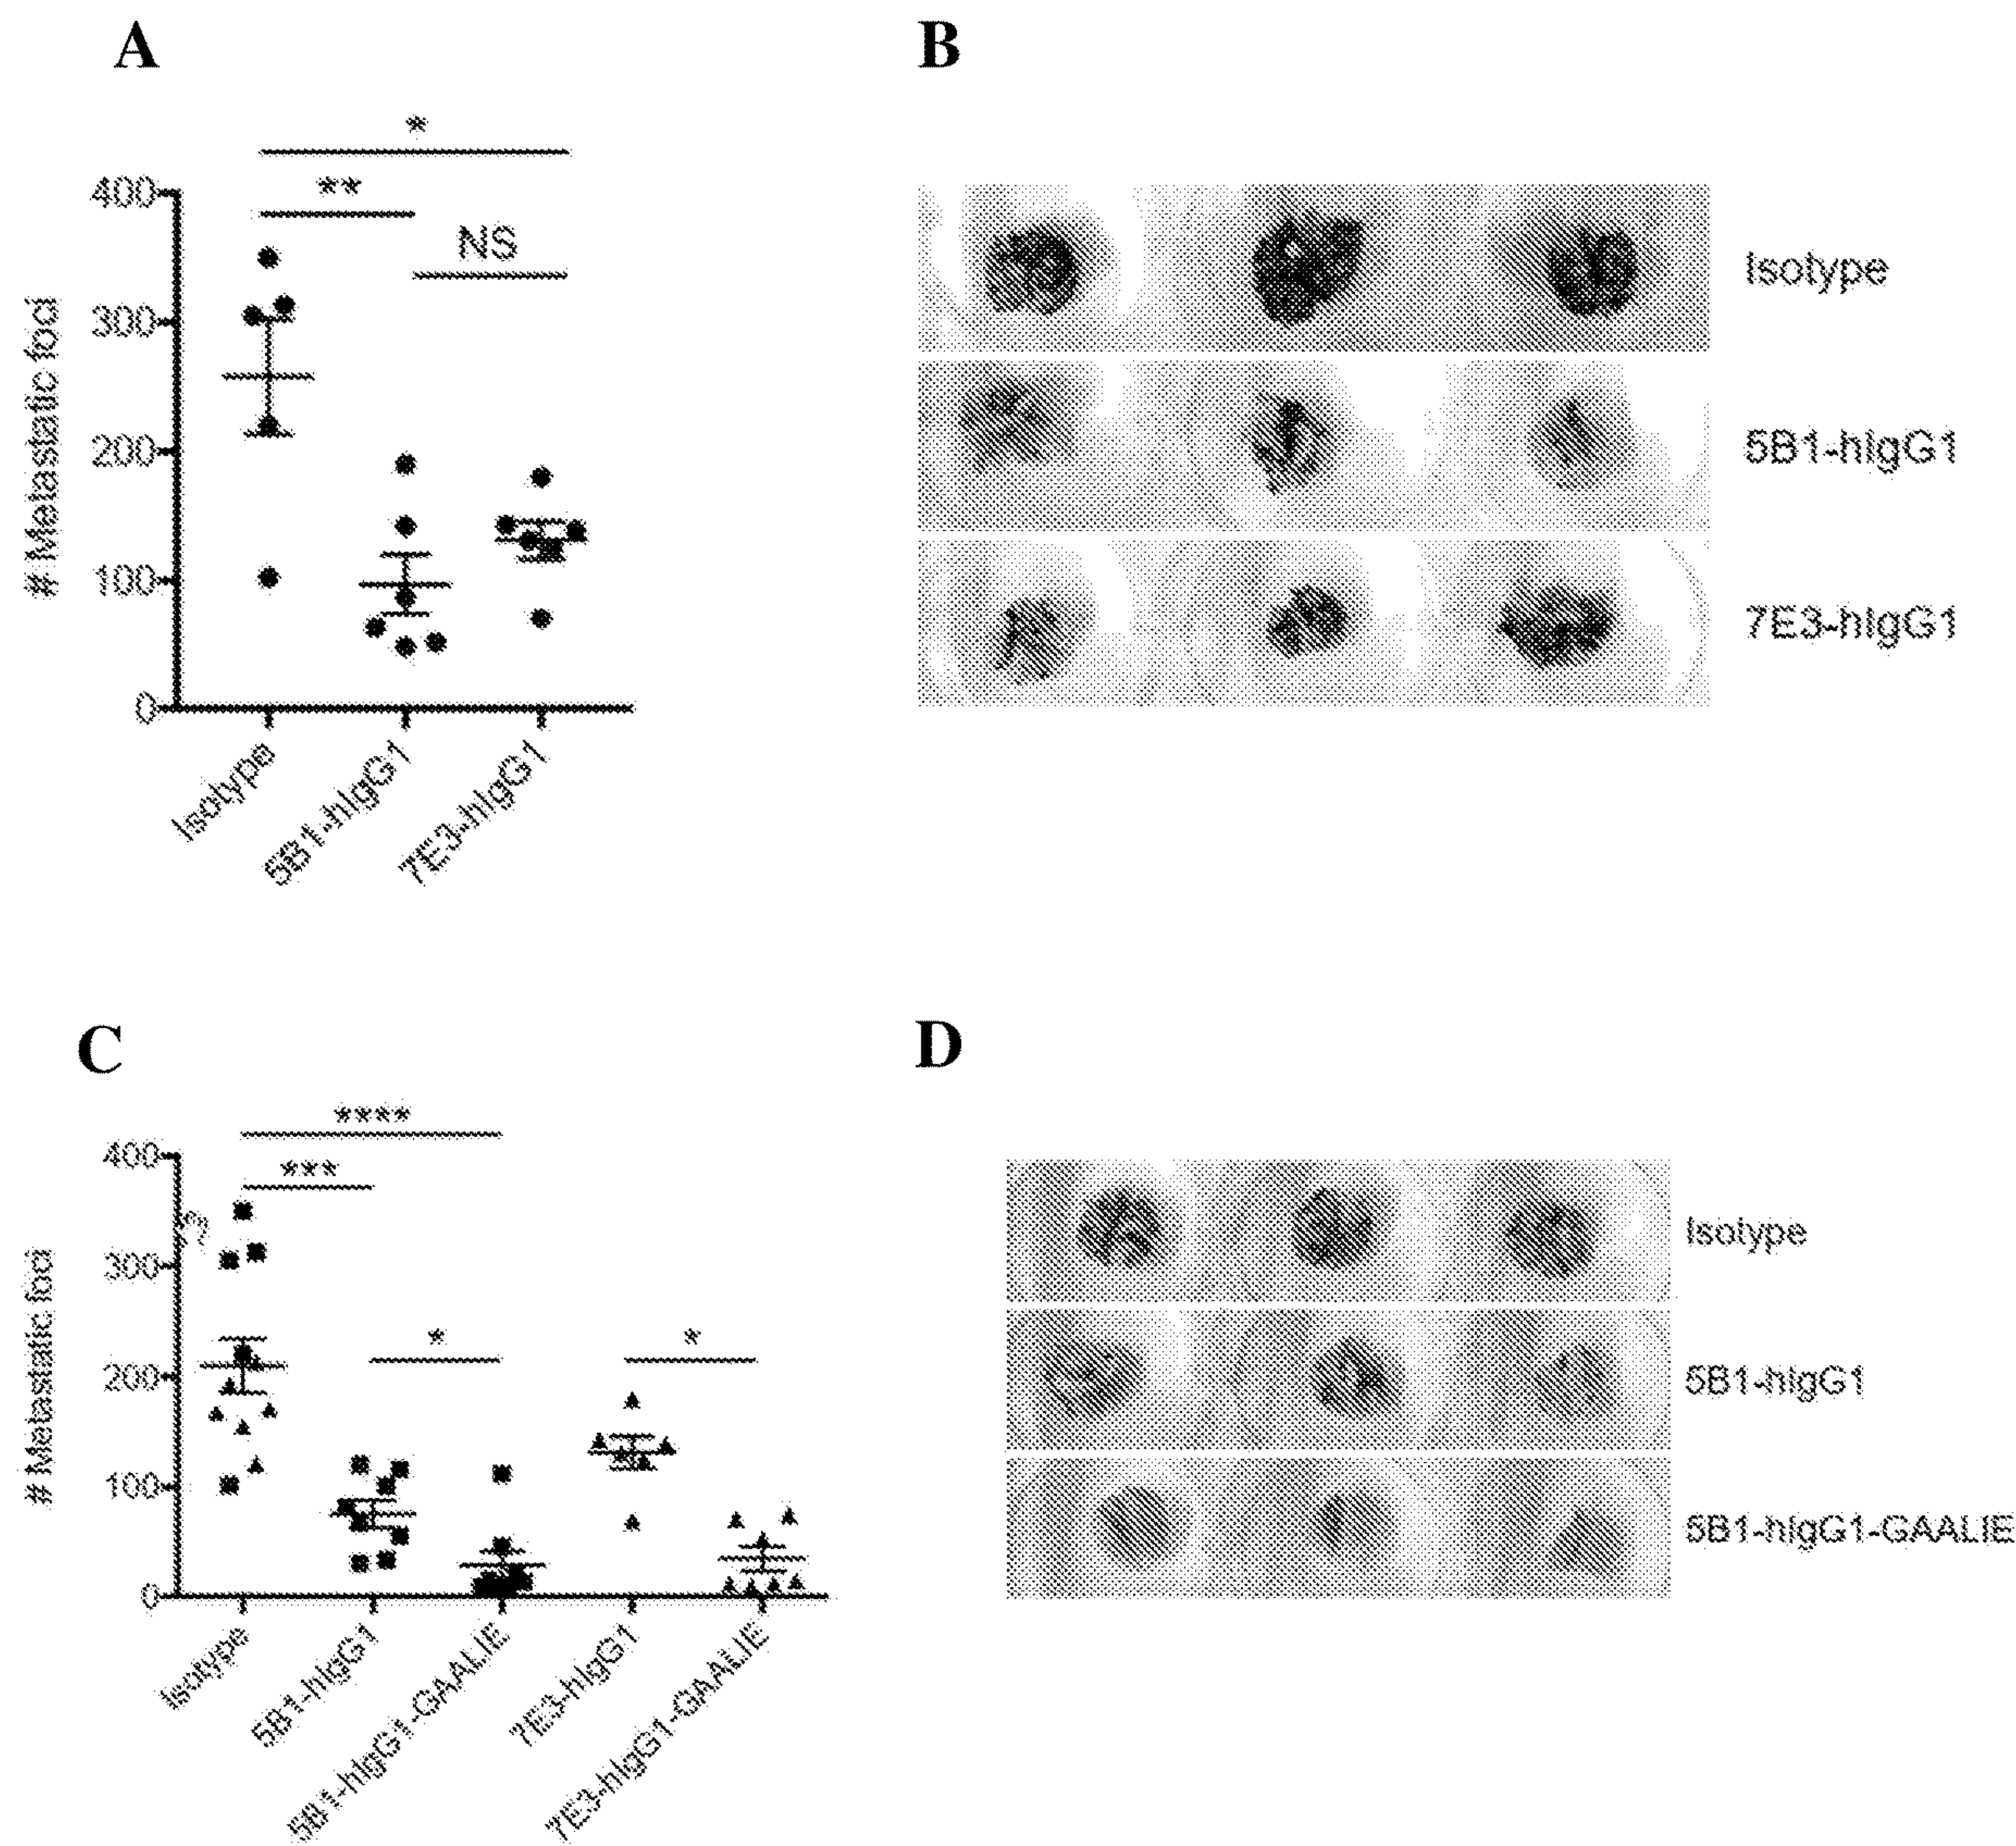 A
B
*
**
NS
400
300
200
100
0
# Metastatic foci
Isotype
5B1-hIgG1
7E3-hIgG1
Isotype
5B1-hIgG1
7E3-hIgG1
C
D
****
***
*
*
400
300
200
100
0
# Metastatic foci
Isotype
5B1-hIgG1
5B1-hIgG1-GAALIE
7E3-hIgG1
7E3-hIgG1-GAALIE
Isotype
5B1-hIgG1
5B1-hIgG1-GAALIE